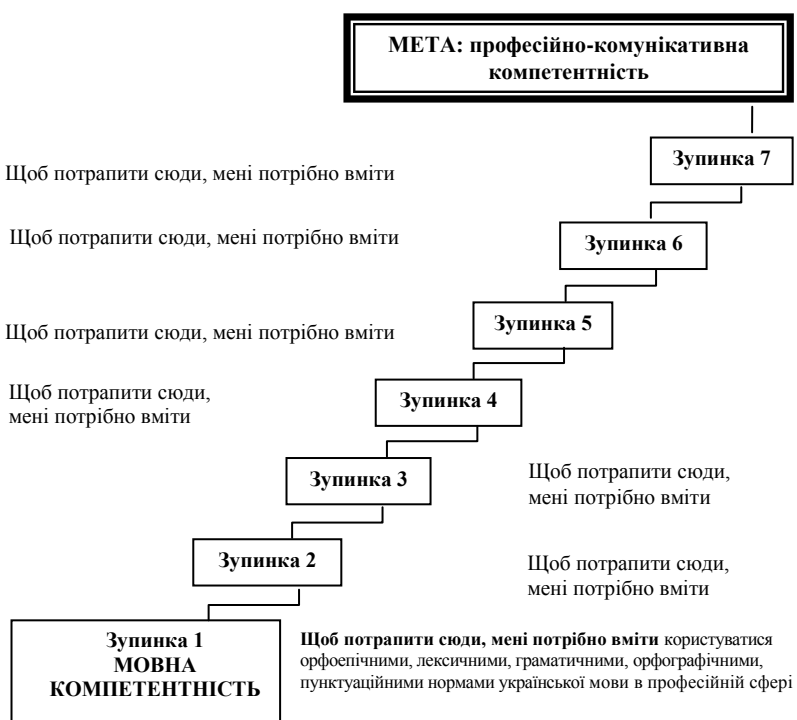 МЕТА: професійно-комунікативна
компетентність
Зупинка 7
Щоб потрапити сюди, мені потрібно вміти
Зупинка 6
Щоб потрапити сюди, мені потрібно вміти
Зупинка 5
Щоб потрапити сюди, мені потрібно вміти
Зупинка 4
Щоб потрапити сюди,
мені потрібно вміти
Зупинка 3
Щоб потрапити сюди,
мені потрібно вміти
Зупинка 2
Щоб потрапити сюди,
мені потрібно вміти
Зупинка 1
МОВНА
КОМПЕТЕНТНІСТЬ
Щоб потрапити сюди, мені потрібно вміти користуватися
орфоепічними, лексичними, граматичними, орфографічними,
пунктуаційними нормами української мови в професійній сфері